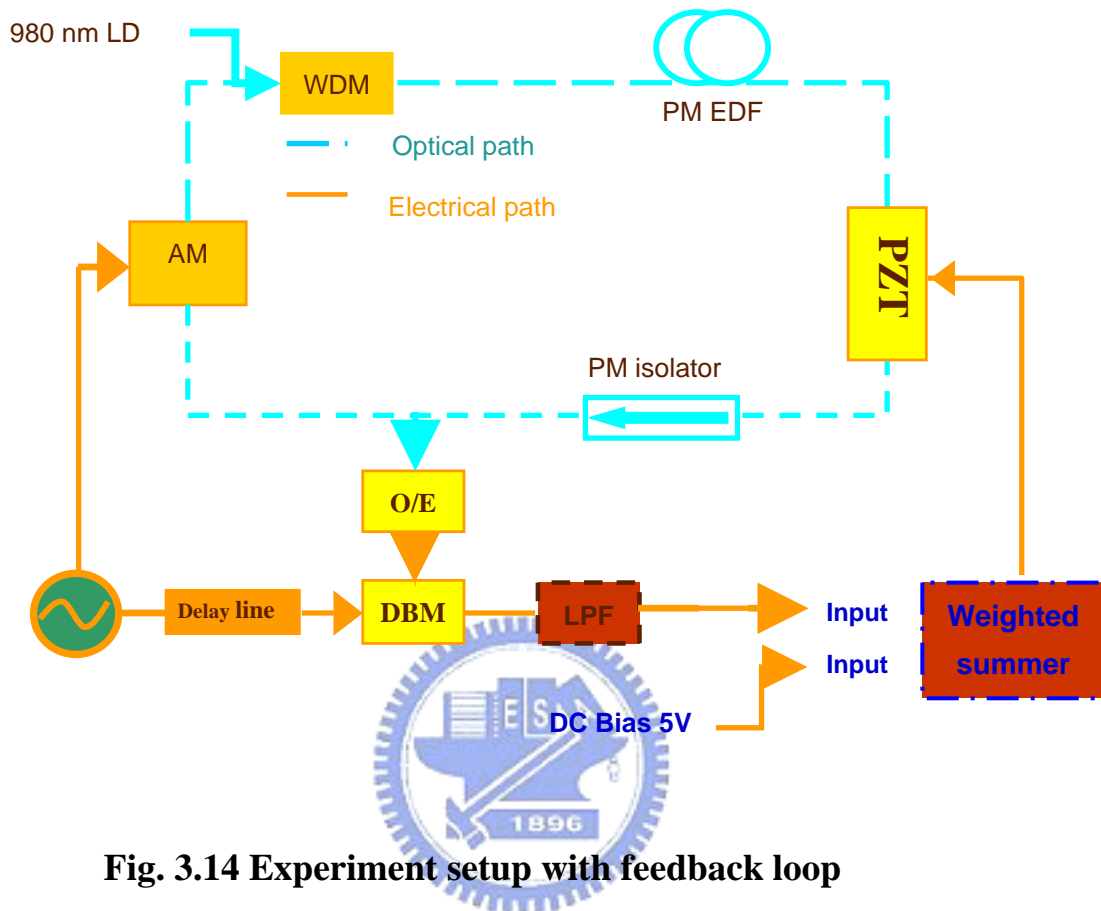 980 nm LD
WDM
PM EDF
Optical path
Electrical path
AM
PZT
PM isolator
O/E
Delay line
DBM
LPF
Input
Weighted
summer
Input
DC Bias 5V
E S
1896
Fig. 3.14 Experiment setup with feedback loop